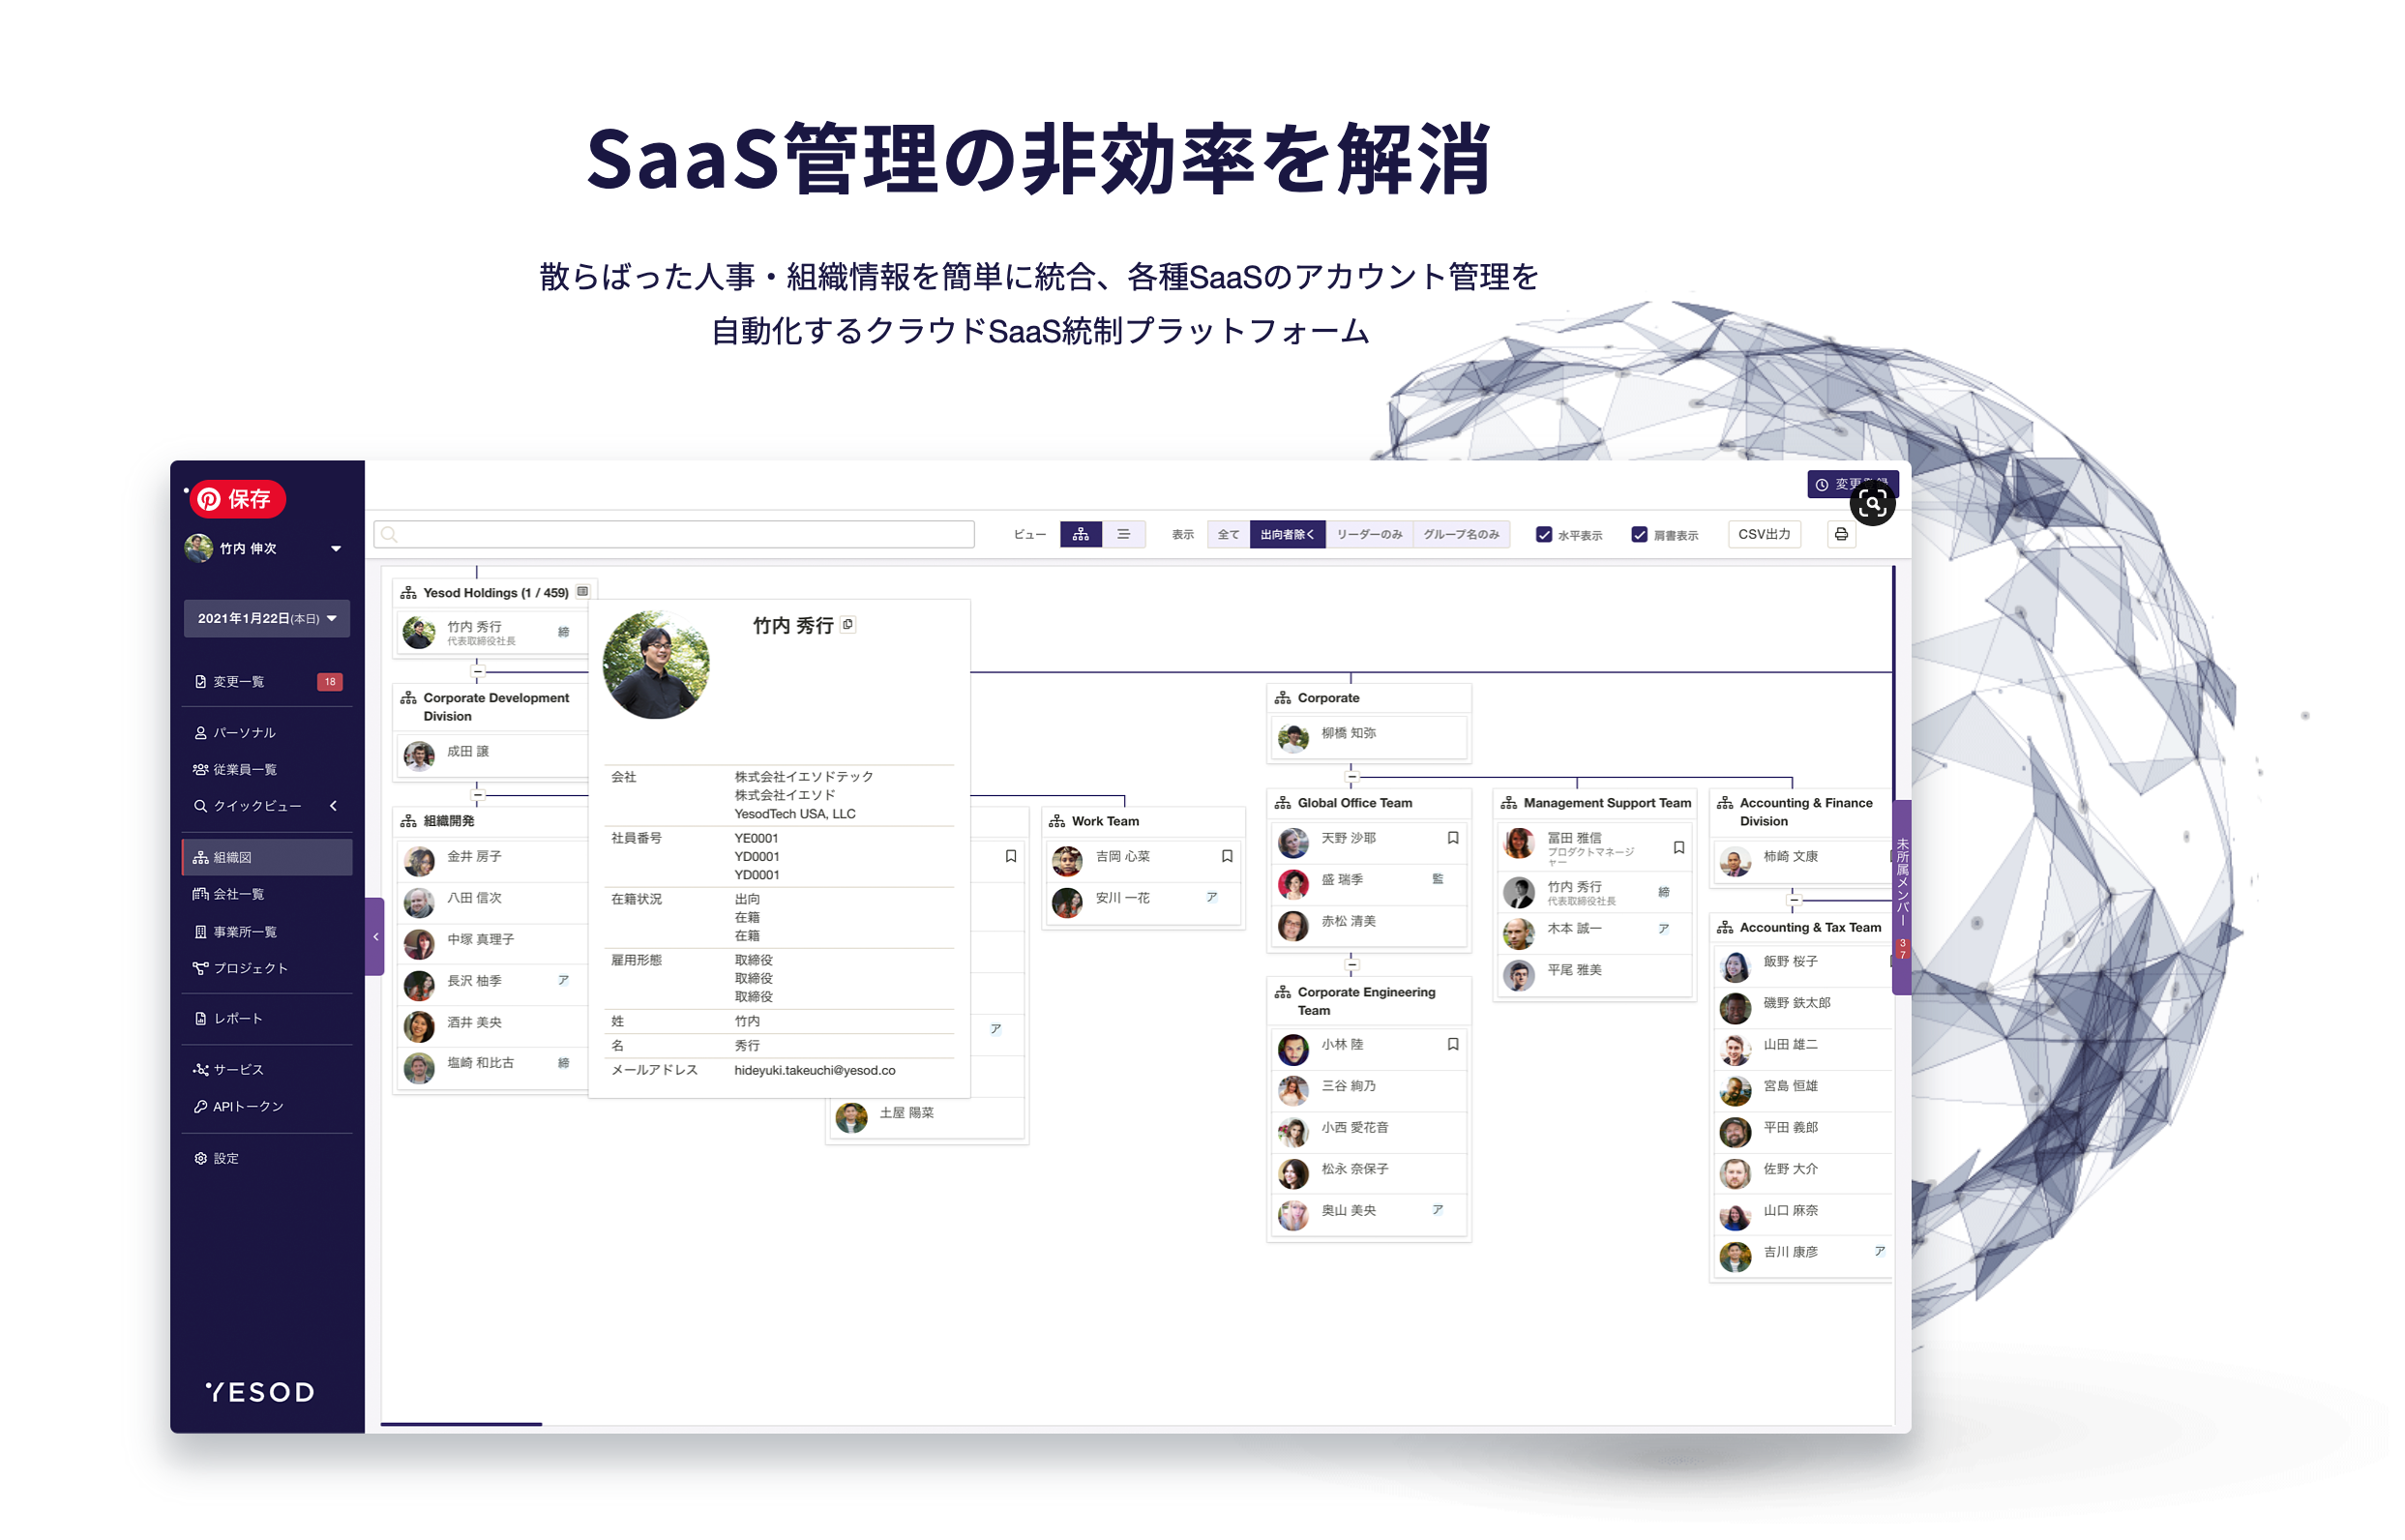 SaaS管理の非効率を解消
散らばった人事・組織情報を簡単に統合、各種SaaSのアカウント管理を
自動化するクラウドSaaS統制プラットフォーム
保存
竹内 伸次
2021年1月22日(本日)
変更一覧 18
パーソナル
従業員一覧
クイックビュー
組織図
会社一覧
事業所一覧
プロジェクト
レポート
サービス
APIトークン
設定
YESOD
ビュー
表示 全て 出向者除く リーダーのみ グループ名のみ
水平表示
肩書表示
CSV出力
Yesod Holdings (1 / 459)
竹内 秀行 締
代表取締役社長
Corporate Development
Division
成田 譲
組織開発
金井 房子
八田 信次
中塚 真理子
長沢 柚季 ア
酒井 美央
塩崎 和比古 締
竹内 秀行
会社 株式会社イエソドテック
株式会社イエソド
YesodTech USA, LLC
社員番号 YE0001
YD0001
YD0001
在籍状況 出向
在籍
在籍
雇用形態 取締役
取締役
取締役
姓 竹内
名 秀行
メールアドレス hideyuki.takeuchi@yesod.co
ア
土屋 陽菜
Work Team
吉岡 心菜
安川 一花 ア
Corporate
柳橋 知弥
Global Office Team
天野 沙耶
盛 瑞季 監
赤松 清美
Corporate Engineering
Team
小林 陸
三谷 絢乃
小西 愛花音
松永 奈保子
奥山 美央 ア
Management Support Team
冨田 雅信
プロダクトマネージ
ャー
竹内 秀行 締
代表取締役社長
木本 誠一 ア
平尾 雅美
Accounting & Finance
Division
柿崎 文康
Accounting & Tax Team
飯野 桜子
磯野 鉄太郎
山田 雄二
宮島 恒雄
平田 義郎
佐野 大介
山口 麻奈
吉川 康彦 ア
未所属メンバー 37